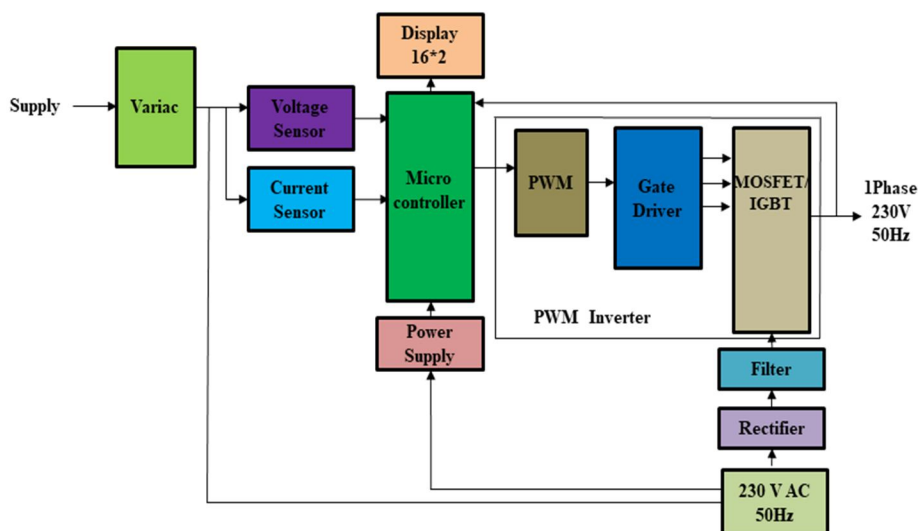 Display
16*2
Supply
Variac
Voltage
Sensor
Current
Sensor
Micro
controller
PWM
Gate
Driver
MOSFET/
IGBT
1Phase
230V
50Hz
PWM Inverter
Power
Supply
Filter
Rectifier
230 V AC
50Hz